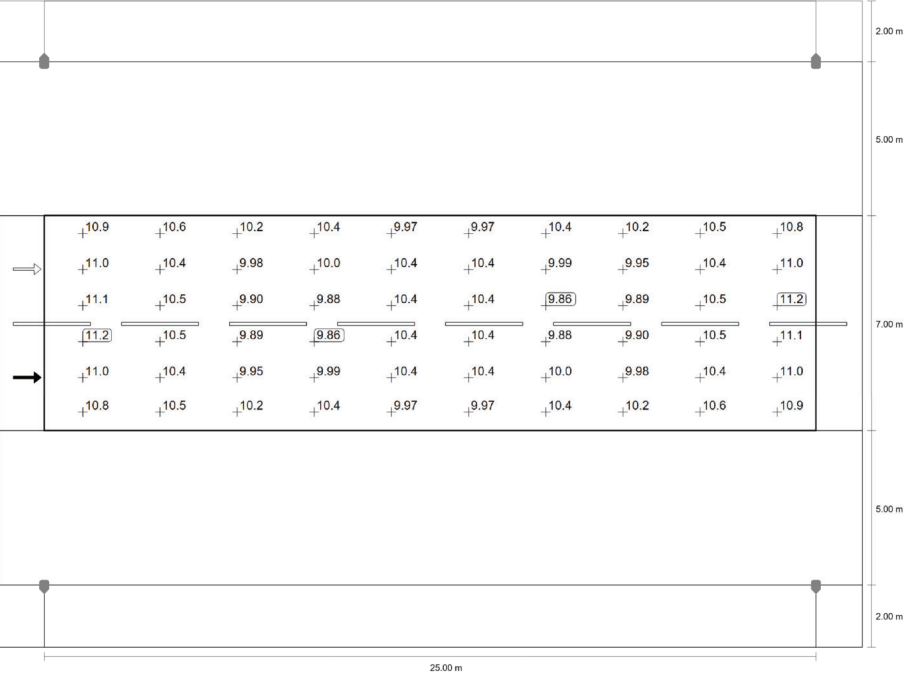 2.00 m
5.00 m
10.9 10.6 10.2 10.4 9.97 9.97 10.4 10.2 10.5 10.8
11.0 10.4 9.98 10.0 10.4 10.4 9.99 9.95 10.4 11.0
11.1 10.5 9.90 9.88 10.4 10.4 9.86 9.89 10.5 11.2
7.00 m
11.2 10.5 9.89 9.86 10.4 10.4 9.88 9.90 10.5 11.1
11.0 10.4 9.95 9.99 10.4 10.4 10.0 9.98 10.4 11.0
10.8 10.5 10.2 10.4 9.97 9.97 10.4 10.2 10.6 10.9
5.00 m
2.00 m
25.00 m